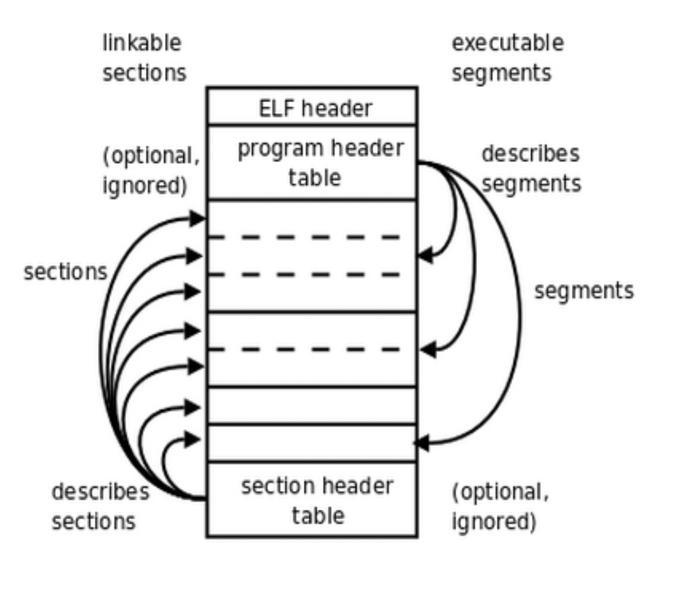 linkable
sections
executable
segments
ELF header
(optional,
ignored)
program header
table
describes
segments
sections
segments
describes
sections
section header
table
(optional,
ignored)